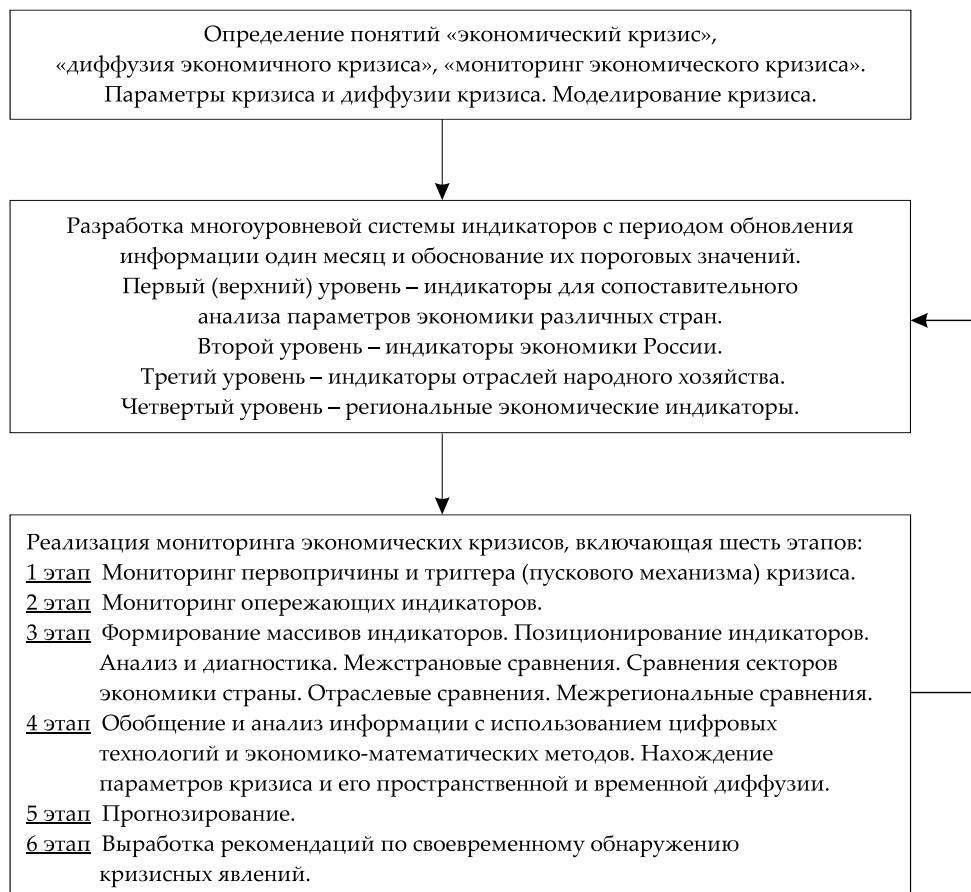 Определение понятий «экономический кризис»,
«диффузия экономичного кризиса», «мониторинг экономического кризиса».
Параметры кризиса и диффузии кризиса. Моделирование кризиса.
Разработка многоуровневой системы индикаторов с периодом обновления
информации один месяц и обоснование их пороговых значений.
Первый (верхний) уровень – индикаторы для сопоставительного
анализа параметров экономики различных стран.
Второй уровень – индикаторы экономики России.
Третий уровень – индикаторы отраслей народного хозяйства.
Четвертый уровень – региональные экономические индикаторы.
Реализация мониторинга экономических кризисов, включающая шесть этапов:
1 этап Мониторинг первопричины и триггера (пускового механизма) кризиса.
2 этап Мониторинг опережающих индикаторов.
3 этап Формирование массивов индикаторов. Позиционирование индикаторов.
Анализ и диагностика. Межстрановые сравнения. Сравнения секторов
экономики страны. Отраслевые сравнения. Межрегиональные сравнения.
4 этап Обобщение и анализ информации с использованием цифровых
технологий и экономико-математических методов. Нахождение
параметров кризиса и его пространственной и временной диффузии.
5 этап Прогнозирование.
6 этап Выработка рекомендаций по своевременному обнаружению
кризисных явлений.